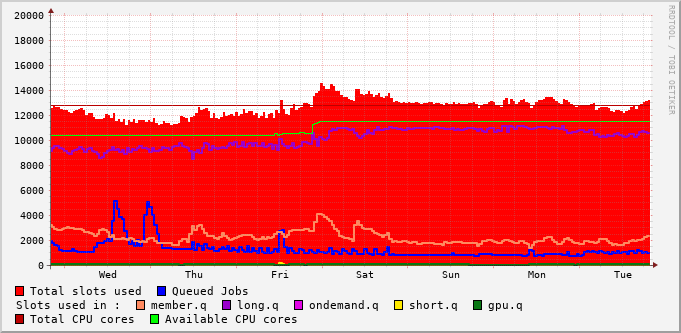 20000
18000
16000
14000
12000
10000
8000
6000
4000
2000
0
Wed Thu Fri Sat Sun Mon Tue
RRDTOOL / TOBI OETIKER
Total slots used Queued Jobs
Slots used in : member.q long.q ondemand.q short.q gpu.q
Total CPU cores Available CPU cores